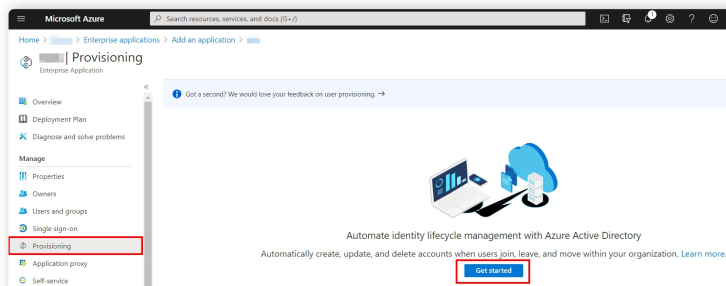 Microsoft Azure
Search resources, services, and docs (G+/)
1
Home > > Enterprise applications > Add an application >
| Provisioning
Enterprise Application
«
Got a second? We would love your feedback on user provisioning. →
Overview
Deployment Plan
Diagnose and solve problems
Manage
Properties
Owners
Users and groups
Single sign-on
Provisioning
Application proxy
Self-service
Automate identity lifecycle management with Azure Active Directory
Automatically create, update, and delete accounts when users join, leave, and move within your organization. Learn more.
Get started